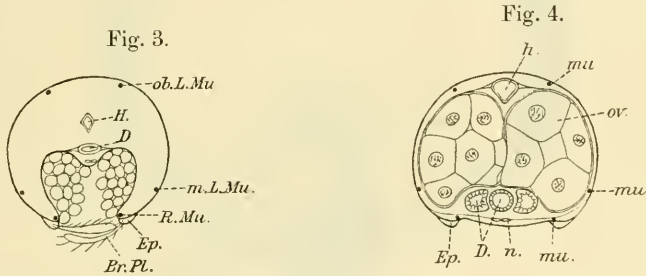 Fig. 3.
ob.L.Mu
H.
D
m.L.Mu.
R.Mu.
Ep.
Br.Pl.
Fig. 4.
h.
mu
ov.
mu
Ep.
D.
n.
mu.